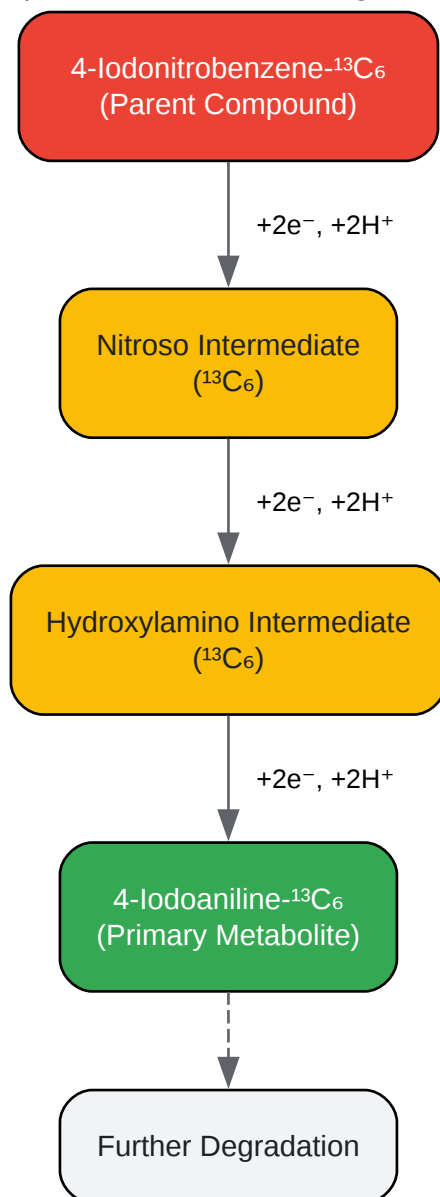 4-Iodonitrobenzene-¹³C₆
(Parent Compound)
+2e⁻, +2H⁺
Nitroso Intermediate
(¹³C₆)
+2e⁻, +2H⁺
Hydroxylamino Intermediate
(¹³C₆)
+2e⁻, +2H⁺
4-Iodoaniline-¹³C₆
(Primary Metabolite)
Further Degradation